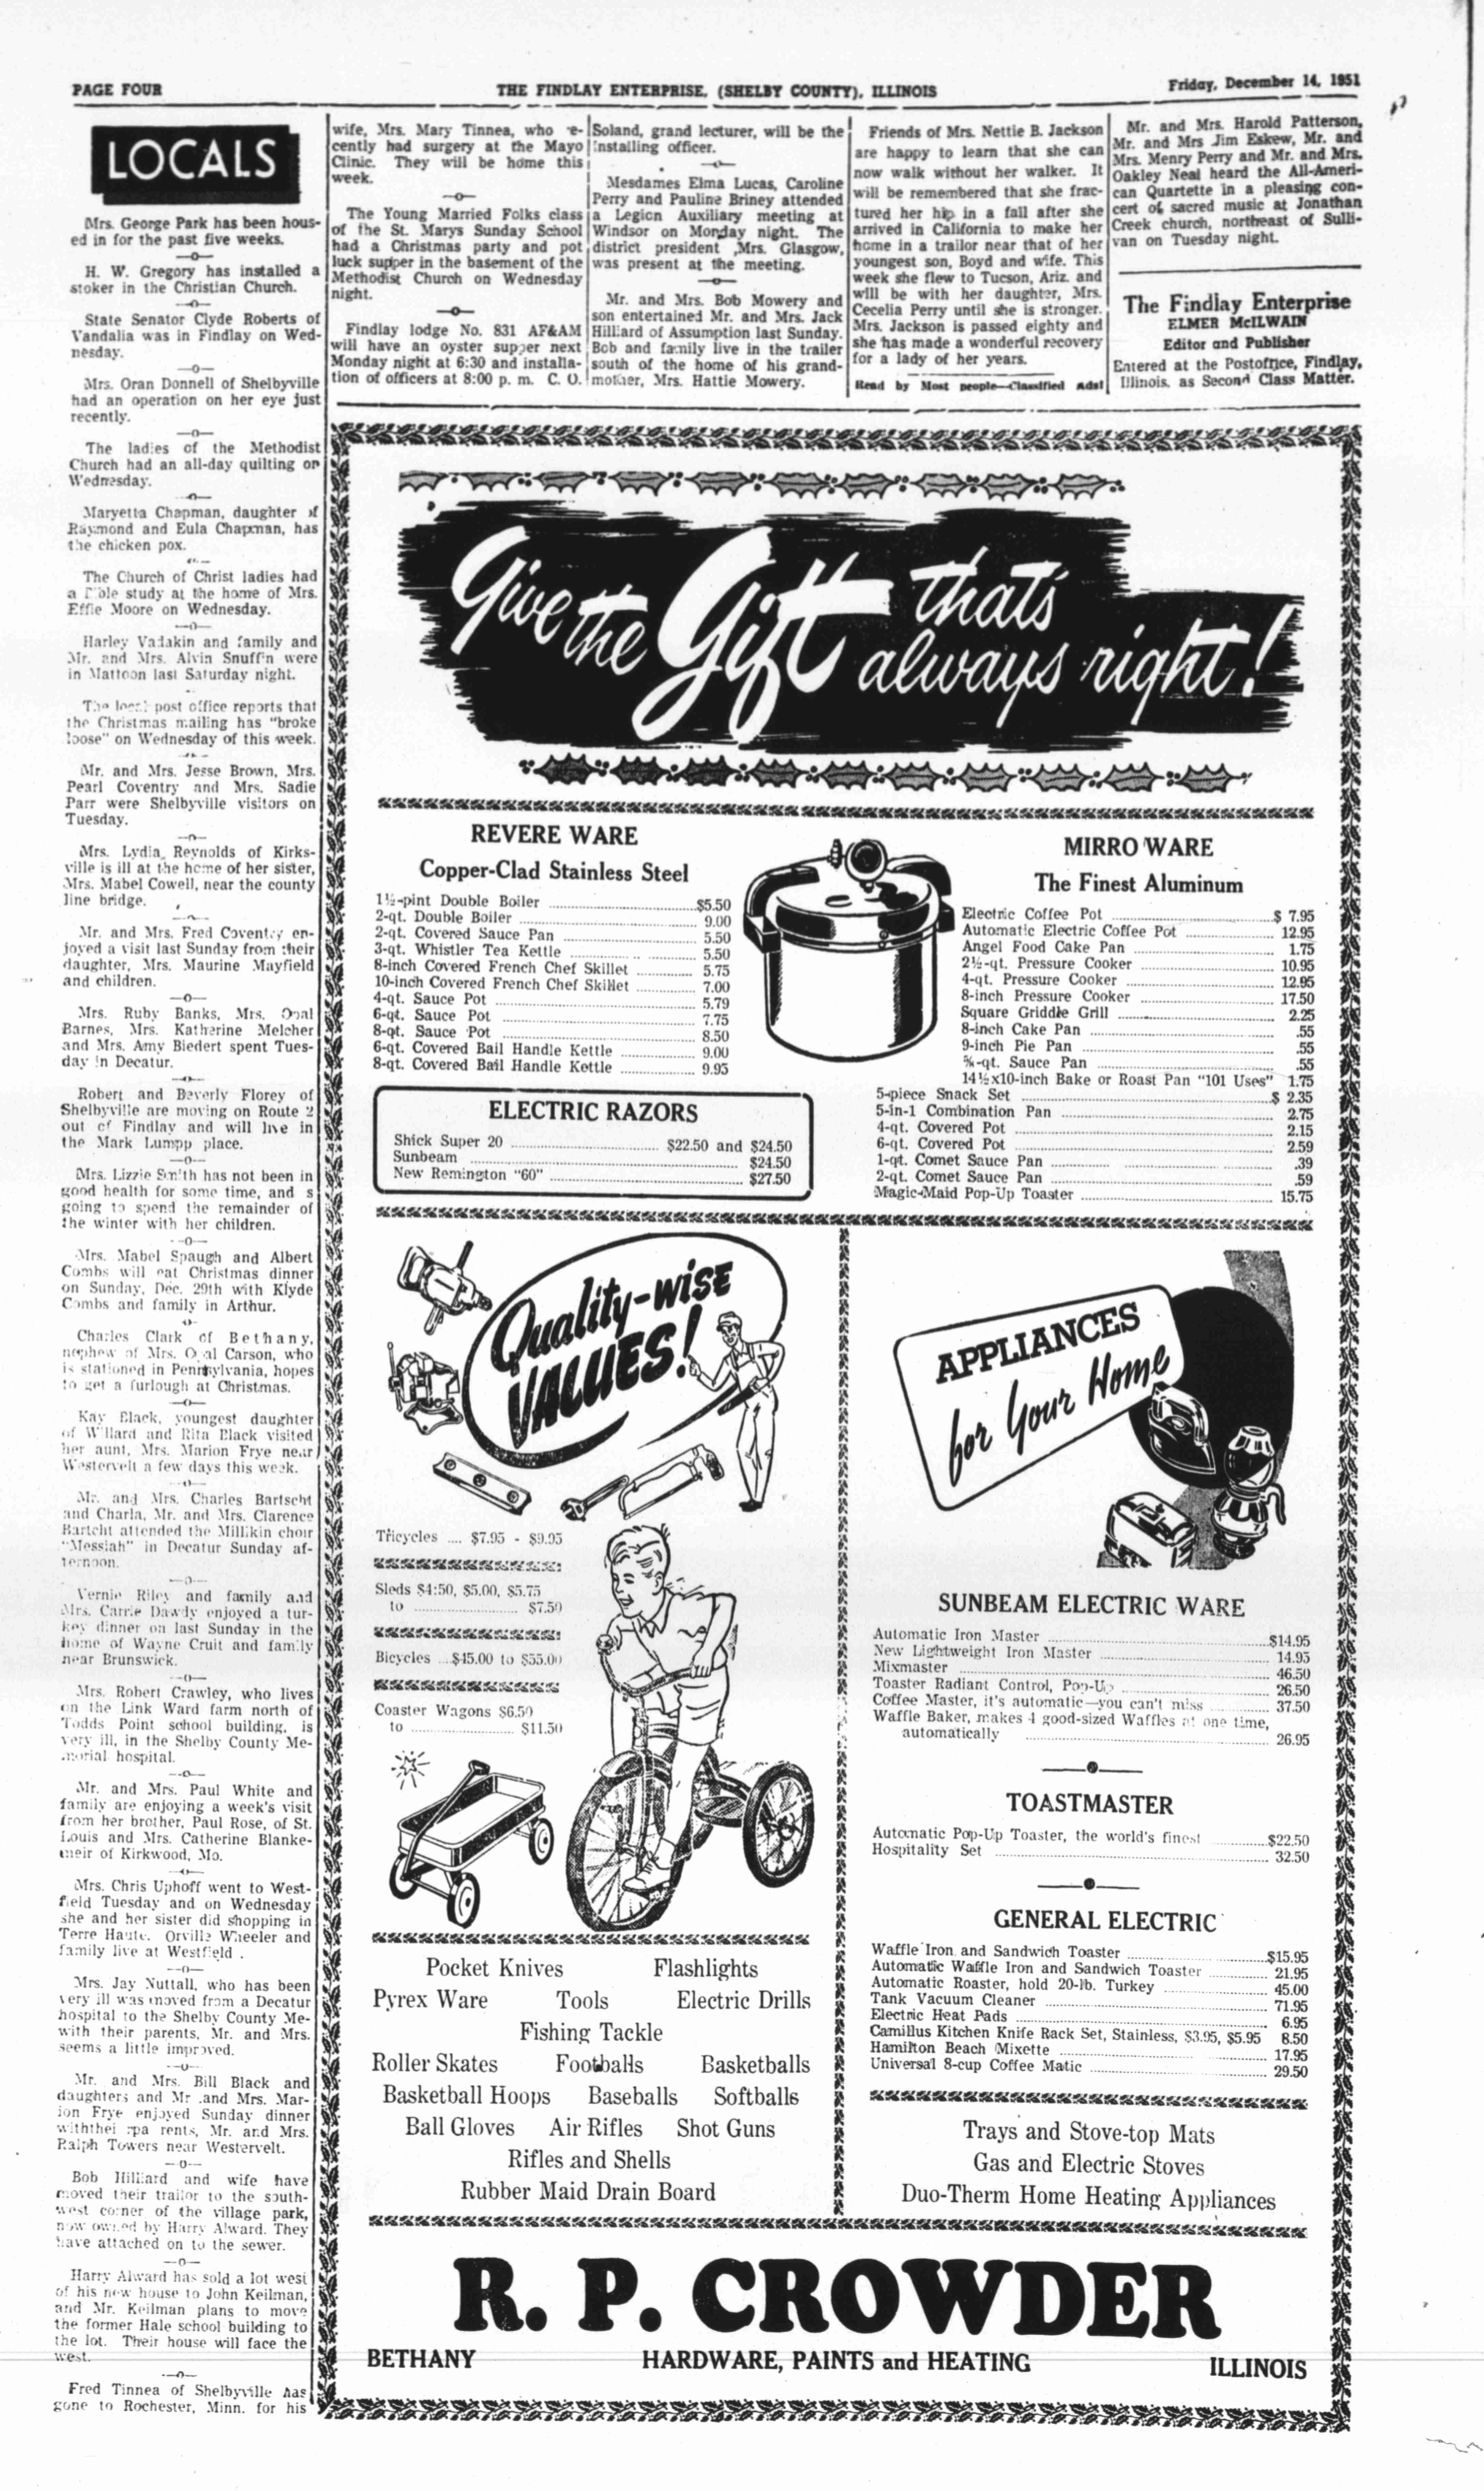 PAGE FOUR
THE FINDLAY ENTERPRISE, (SHELBY COUNTY), ILLINOIS
Friday, December 14, 1951
LOCALS
Mrs. George Park has been hous-
ed in for the past five weeks.
—o—
H. W. Gregory has installed a
stoker in the Christian Church.
—o—
State Senator Clyde Roberts of
Vandalia was in Findlay on Wed-
nesday.
—o—
Mrs. Oran Donnell of Shelbyville
had an operation on her eye just
recently.
—o—
The ladies of the Methodist
Church had an all-day quilting on
Wednesday.
—o—
Maryetta Chapman, daughter of
Raymond and Eula Chapman, has
the chicken pox.
The Church of Christ ladies had
a Bible study at the home of Mrs.
Effie Moore on Wednesday.
—o—
Harley Vadakin and family and
Mr. and Mrs. Alvin Snuffin were
in Mattoon last Saturday night.
The local post office reports that
the Christmas mailing has "broke
loose" on Wednesday of this week.
Mr. and Mrs. Jesse Brown, Mrs.
Pearl Coventry and Mrs. Sadie
Parr were Shelbyville visitors on
Tuesday.
—o—
Mrs. Lydia Reynolds of Kirks-
ville is ill at the home of her sister,
Mrs. Mabel Cowell, near the county
line bridge.
—o—
Mr. and Mrs. Fred Coventry en-
joyed a visit last Sunday from their
daughter, Mrs. Maurine Mayfield
and children.
—o—
Mrs. Ruby Banks, Mrs. Opal
Barnes, Mrs. Katherine Melcher
and Mrs. Amy Biedert spent Tues-
day in Decatur.
—o—
Robert and Beverly Florey of
Shelbyville are moving on Route 2
out of Findlay and will live in
the Mark Lumpp place.
—o—
Mrs. Lizzie Smith has not been in
good health for some time, and s
going to spend the remainder of
the winter with her children.
—o—
Mrs. Mabel Spaugh and Albert
Combs will eat Christmas dinner
on Sunday, Dec. 29th with Klyde
Combs and family in Arthur.
Charles Clark of Bethany,
nephew of Mrs. Opal Carson, who
is stationed in Pennsylvania, hopes
to get a furlough at Christmas.
—o—
Kay Black, youngest daughter
of Willard and Rita Black visited
her aunt, Mrs. Marion Frye near
Westervelt a few days this week.
—o—
Mr. and Mrs. Charles Bartscht
and Charla, Mr. and Mrs. Clarence
Bartcht attended the Millikin choir
"Messiah" in Decatur Sunday af-
ternoon.
—o—
Vernie Riley and family and
Mrs. Carrie Dawdy enjoyed a tur-
key dinner on last Sunday in the
home of Wayne Cruit and family
near Brunswick.
—o—
Mrs. Robert Crawley, who lives
on the Link Ward farm north of
Todds Point school building, is
very ill, in the Shelby County Me-
morial hospital.
—o—
Mr. and Mrs. Paul White and
family are enjoying a week's visit
from her brother, Paul Rose, of St.
Louis and Mrs. Catherine Blanke-
meir of Kirkwood, Mo.
—o—
Mrs. Chris Uphoff went to West-
field Tuesday and on Wednesday
she and her sister did shopping in
Terre Haute. Orville Wheeler and
family live at Westfield .
—o—
Mrs. Jay Nuttall, who has been
very ill was moved from a Decatur
hospital to the Shelby County Me-
with their parents, Mr. and Mrs.
seems a little improved.
—o—
Mr. and Mrs. Bill Black and
daughters and Mr .and Mrs. Mar-
ion Frye enjoyed Sunday dinner
withthei rpa rents, Mr. and Mrs.
Ralph Towers near Westervelt.
—o—
Bob Hilliard and wife have
moved their trailor to the south-
west corner of the village park,
now owned by Harry Alward. They
have attached on to the sewer.
—o—
Harry Alward has sold a lot west
of his new house to John Keilman,
and Mr. Keilman plans to move
the former Hale school building to
the lot. Their house will face the
west.
—o—
Fred Tinnea of Shelbyville has
gone to Rochester, Minn. for his
wife, Mrs. Mary Tinnea, who re-
cently had surgery at the Mayo
Clinic. They will be home this
week.
—o—
The Young Married Folks class
of the St. Marys Sunday School
had a Christmas party and pot
luck supper in the basement of the
Methodist Church on Wednesday
night.
—o—
Findlay lodge No. 831 AF&AM
will have an oyster supper next
Monday night at 6:30 and installa-
tion of officers at 8:00 p. m. C. O.
Soland, grand lecturer, will be the
installing officer.
—o—
Mesdames Elma Lucas, Caroline
Perry and Pauline Briney attended
a Legion Auxiliary meeting at
Windsor on Monday night. The
district president ,Mrs. Glasgow,
was present at the meeting.
—o—
Mr. and Mrs. Bob Mowery and
son entertained Mr. and Mrs. Jack
Hilliard of Assumption last Sunday.
Bob and family live in the trailer
south of the home of his grand-
mother, Mrs. Hattie Mowery.
Friends of Mrs. Nettie B. Jackson
are happy to learn that she can
now walk without her walker. It
will be remembered that she frac-
tured her hip in a fall after she
arrived in California to make her
home in a trailor near that of her
youngest son, Boyd and wife. This
week she flew to Tucson, Ariz. and
will be with her daughter, Mrs.
Cecelia Perry until she is stronger.
Mrs. Jackson is passed eighty and
she has made a wonderful recovery
for a lady of her years.
Read by Most people—Classified Ads!
Mr. and Mrs. Harold Patterson,
Mr. and Mrs Jim Eskew, Mr. and
Mrs. Menry Perry and Mr. and Mrs.
Oakley Neal heard the All-Ameri-
can Quartette in a pleasing con-
cert of sacred music at Jonathan
Creek church, northeast of Sulli-
van on Tuesday night.
The Findlay Enterprise
ELMER McILWAIN
Editor and Publisher
Entered at the Postoffice, Findlay,
Illinois, as Second Class Matter.
Give the Gift that's
always right!
REVERE WARE
Copper-Clad Stainless Steel
1½-pint Double Boiler $5.50
2-qt. Double Boiler 9.00
2-qt. Covered Sauce Pan 5.50
3-qt. Whistler Tea Kettle 5.50
8-inch Covered French Chef Skillet 5.75
10-inch Covered French Chef Skillet 7.00
4-qt. Sauce Pot 5.79
6-qt. Sauce Pot 7.75
8-qt. Sauce Pot 8.50
6-qt. Covered Bail Handle Kettle 9.00
8-qt. Covered Bail Handle Kettle 9.95
ELECTRIC RAZORS
Shick Super 20 $22.50 and $24.50
Sunbeam $24.50
New Remington "60" $27.50
MIRRO WARE
The Finest Aluminum
Electric Coffee Pot $ 7.95
Automatic Electric Coffee Pot 12.95
Angel Food Cake Pan 1.75
2½-qt. Pressure Cooker 10.95
4-qt. Pressure Cooker 12.95
8-inch Pressure Cooker 17.50
Square Griddle Grill 2.25
8-inch Cake Pan .55
9-inch Pie Pan .55
¾-qt. Sauce Pan .55
14½x10-inch Bake or Roast Pan "101 Uses" 1.75
5-piece Snack Set $ 2.35
5-in-1 Combination Pan 2.75
4-qt. Covered Pot 2.15
6-qt. Covered Pot 2.59
1-qt. Comet Sauce Pan .39
2-qt. Comet Sauce Pan .59
Magic-Maid Pop-Up Toaster 15.75
Quality-wise
VALUES!
Tricycles .... $7.95 - $9.95
Sleds $4:50, $5.00, $5.75
to $7.50
Bicycles ...$45.00 to $55.00
Coaster Wagons $6.50
to $11.50
Pocket Knives Flashlights
Pyrex Ware Tools Electric Drills
Fishing Tackle
Roller Skates Footballs Basketballs
Basketball Hoops Baseballs Softballs
Ball Gloves Air Rifles Shot Guns
Rifles and Shells
Rubber Maid Drain Board
APPLIANCES
for Your Home
SUNBEAM ELECTRIC WARE
Automatic Iron Master $14.95
New Lightweight Iron Master 14.95
Mixmaster 46.50
Toaster Radiant Control, Pop-Up 26.50
Coffee Master, it's automatic—you can't miss 37.50
Waffle Baker, makes 4 good-sized Waffles at one time,
automatically 26.95
TOASTMASTER
Automatic Pop-Up Toaster, the world's finest $22.50
Hospitality Set 32.50
GENERAL ELECTRIC
Waffle Iron and Sandwich Toaster $15.95
Automatic Waffle Iron and Sandwich Toaster 21.95
Automatic Roaster, hold 20-lb. Turkey 45.00
Tank Vacuum Cleaner 71.95
Electric Heat Pads 6.95
Camillus Kitchen Knife Rack Set, Stainless, $3.95, $5.95 8.50
Hamilton Beach Mixette 17.95
Universal 8-cup Coffee Matic 29.50
Trays and Stove-top Mats
Gas and Electric Stoves
Duo-Therm Home Heating Appliances
R. P. CROWDER
BETHANY HARDWARE, PAINTS and HEATING ILLINOIS